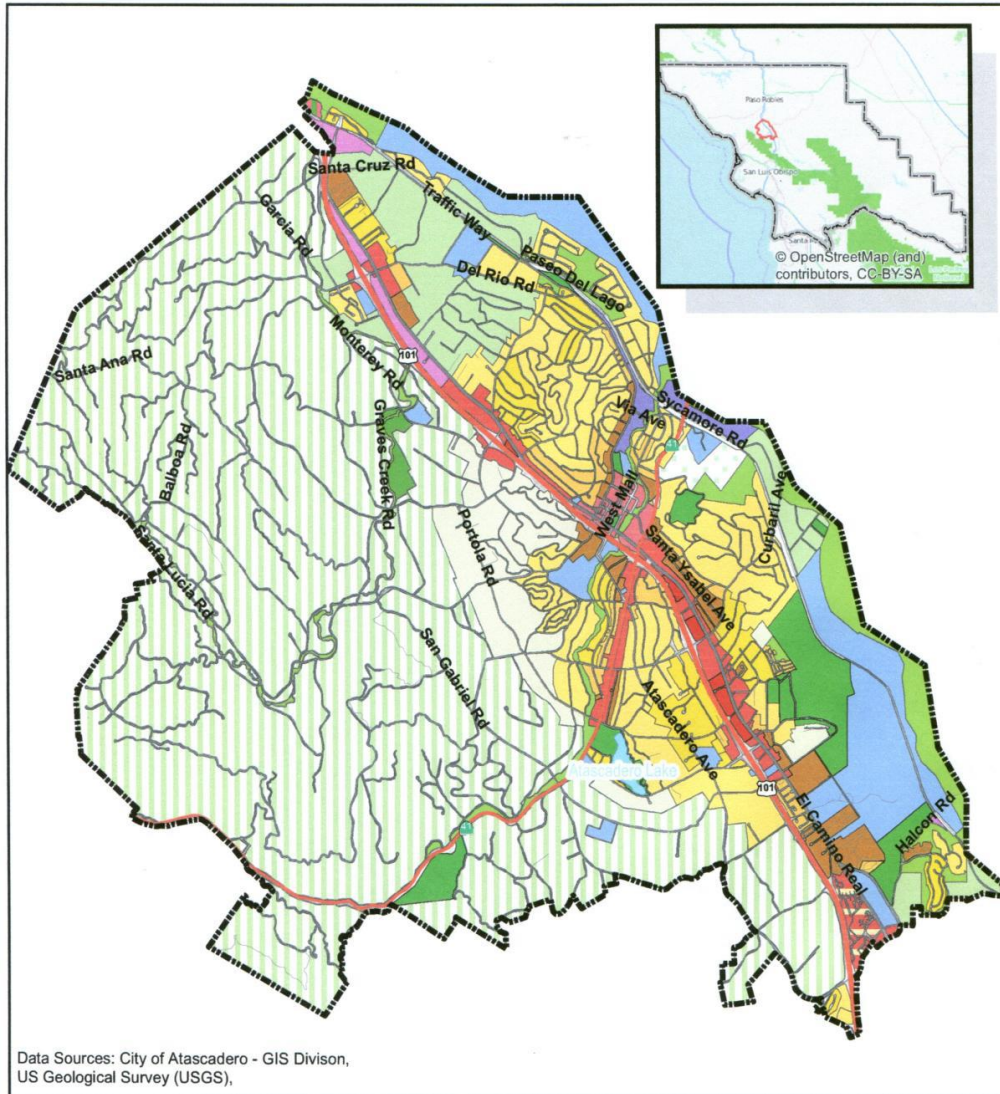 Paso Robles
San Luis Obispo
© OpenStreetMap (and)
contributors, CC-BY-SA
Santa Cruz Rd
Garcia Rd
Traffic Way
Paseo Del Lago
Del Rio Rd
Monterey Rd
101
Santa Ana Rd
Graves Creek Rd
Balboa Rd
Via Ave
Sycamore Rd
West Mall
Curbaril Ave
Portola Rd
Santa Ysabel Ave
Santa Lucia Rd
San Gabriel Rd
Atascadero Ave
Atascadero Lake
101
El Camino Real
Halcon Rd
Data Sources: City of Atascadero - GIS Divison,
US Geological Survey (USGS),